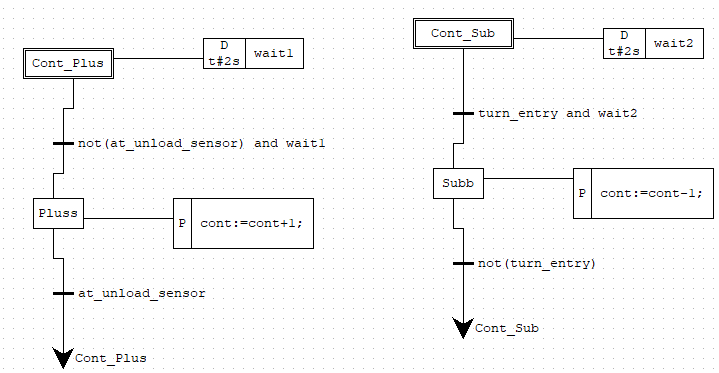 Cont_Plus
D
t#2s
wait1
not(at_unload_sensor) and wait1
Pluss
P
cont:=cont+1;
at_unload_sensor
Cont_Plus
Cont_Sub
D
t#2s
wait2
turn_entry and wait2
Subb
P
cont:=cont-1;
not(turn_entry)
Cont_Sub